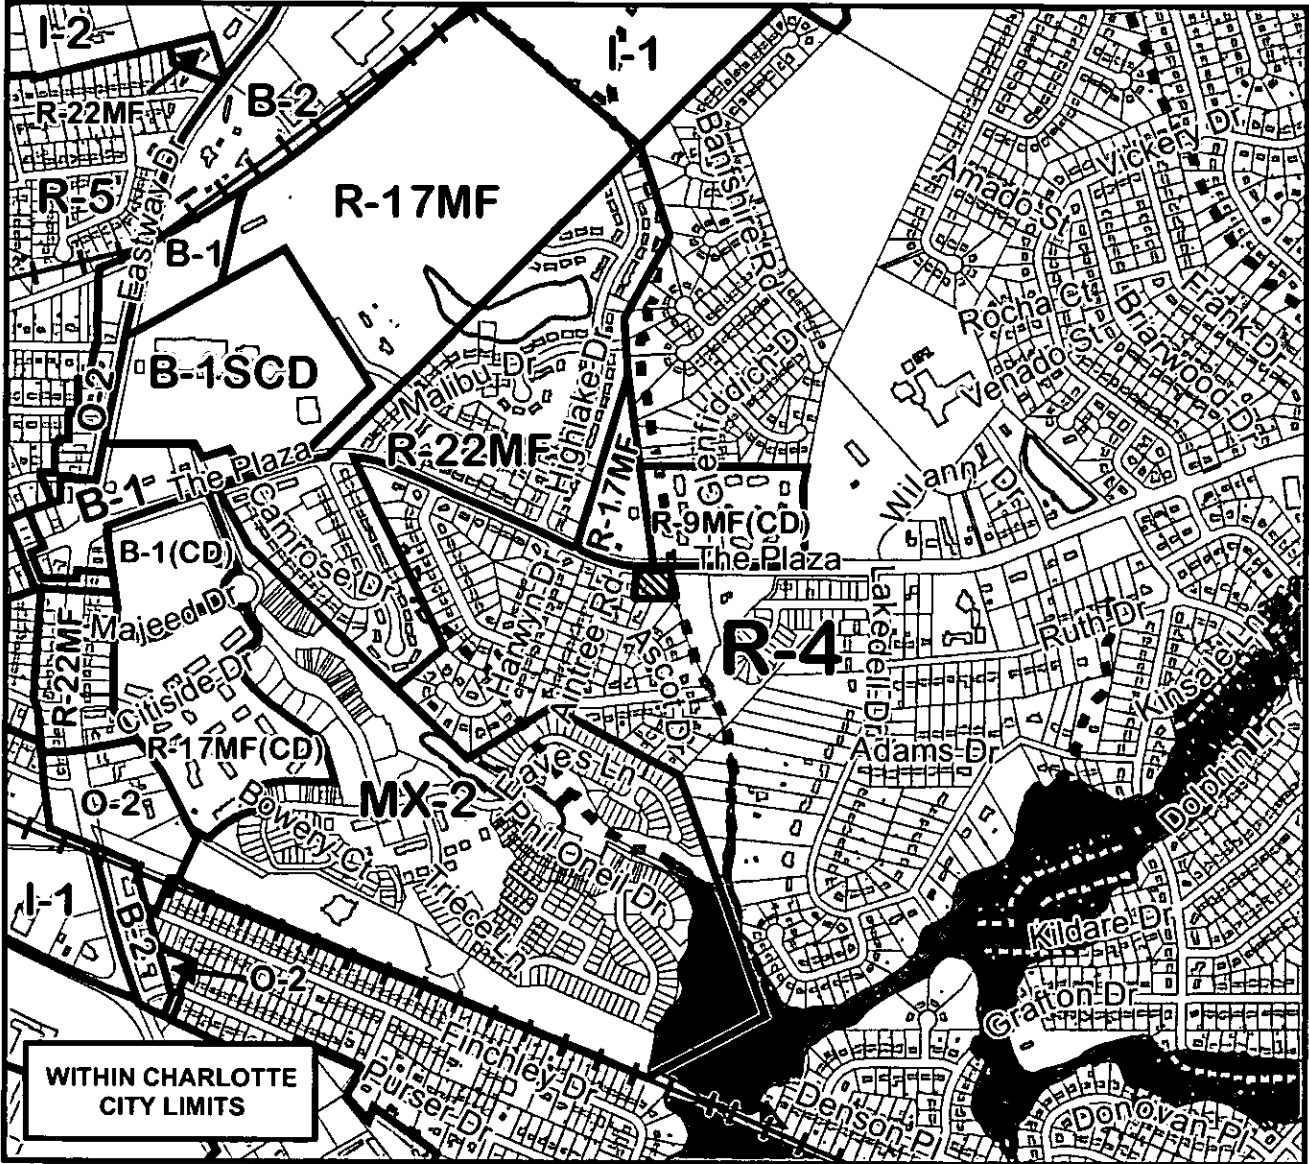 I-2
I-1
R-22MF
B-2
Eastway Dr
R-5
R-17MF
B-1
Banshire Rd
Vickery Dr
Amado St
Rocha Ct
Frank Dr
Briarwood Dr
Venado St
B-1SCD
O-2
Malibu Dr
Highlake Dr
Glenfiddich Dr
R-22MF
R-17MF
The Plaza
B-1
Camrose Dr
Wilann Dr
R-9MF(CD)
The Plaza
B-1(CD)
Majeed Dr
Harwyn Dr
Aintree Rd
Ascot Dr
R-4
Lakedell Dr
Ruth Dr
Kinsale Ln
R-22MF
Citiside Dr
R-17MF(CD)
Adams Dr
Dolphin Ln
O-2
Bowery Ct
MX-2
Hayes Ln
Ephi Onell Dr
Triece Ln
I-1
B-2
O-2
Kildare Dr
Grafton Dr
Finchley Dr
Purser Dr
Denson Pl
Donovan Pl
WITHIN CHARLOTTE
CITY LIMITS